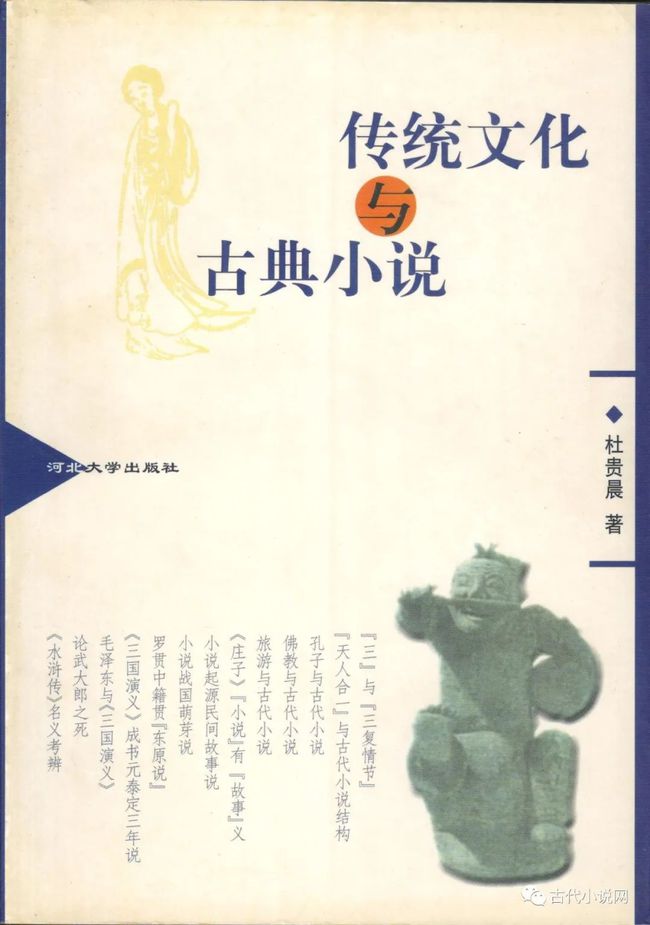 传统文化
与
古典小说
◆ 杜贵晨 著
河北大学出版社
『三』与『三复情节』
『天人合一』与古代小说结构
孔子与古代小说
佛教与古代小说
旅游与古代小说
《庄子》『小说』有『故事』义
小说起源民间故事说
小说战国萌芽说
罗贯中籍贯『东原说』
《三国演义》成书元泰定三年说
毛泽东与《三国演义》
论武大郎之死
《水浒传》名义考辨
古代小说网